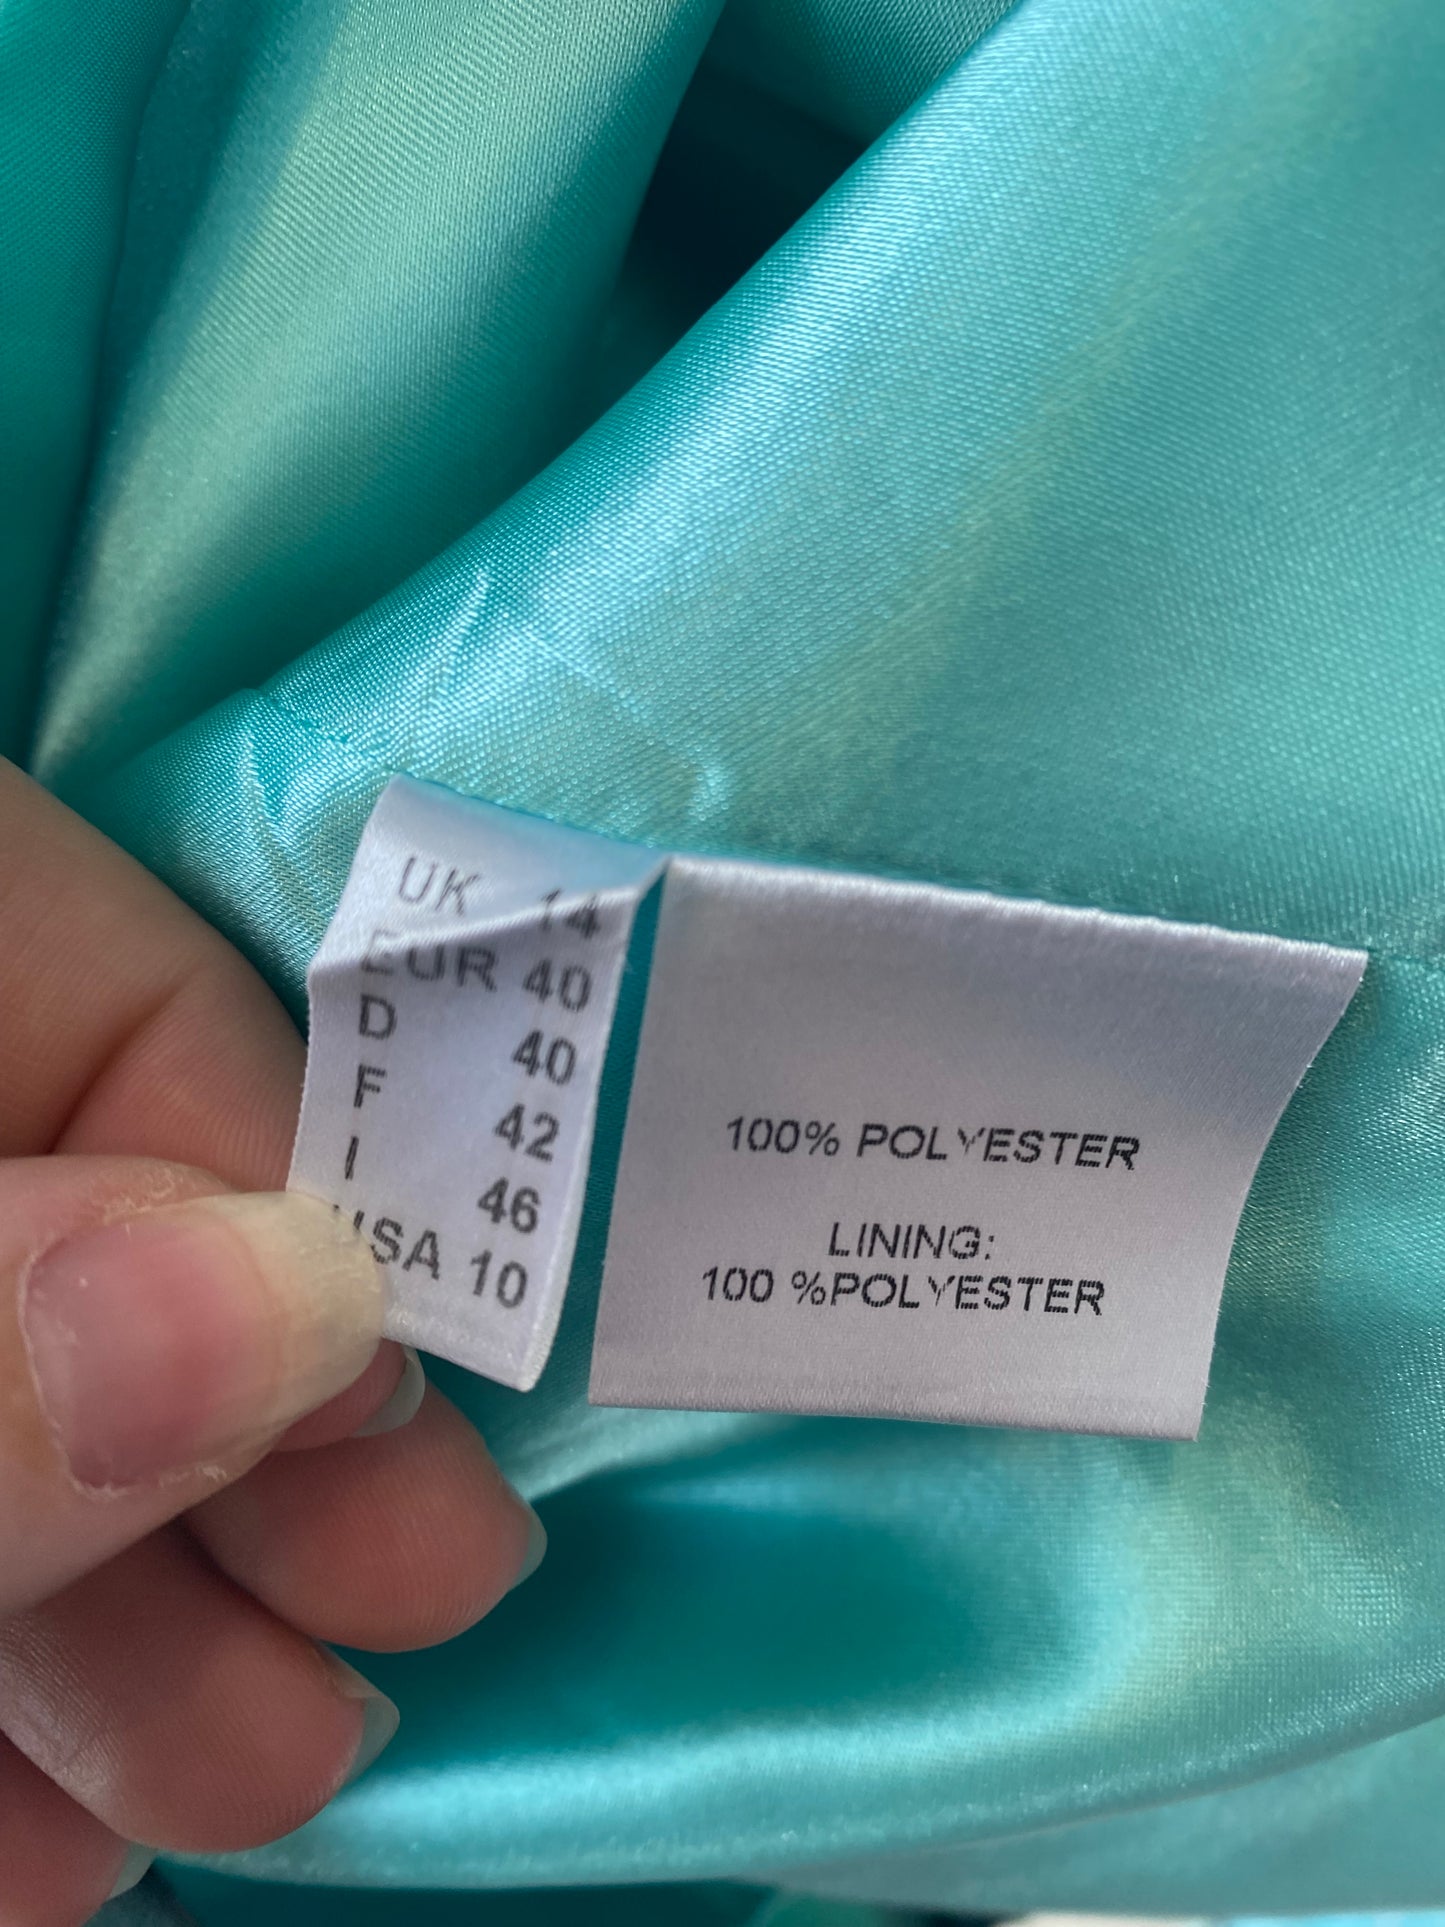 UK 14
EUR 40
D 40
F 42
I 46
USA 10
100% POLYESTER
LINING:
100 %POLYESTER